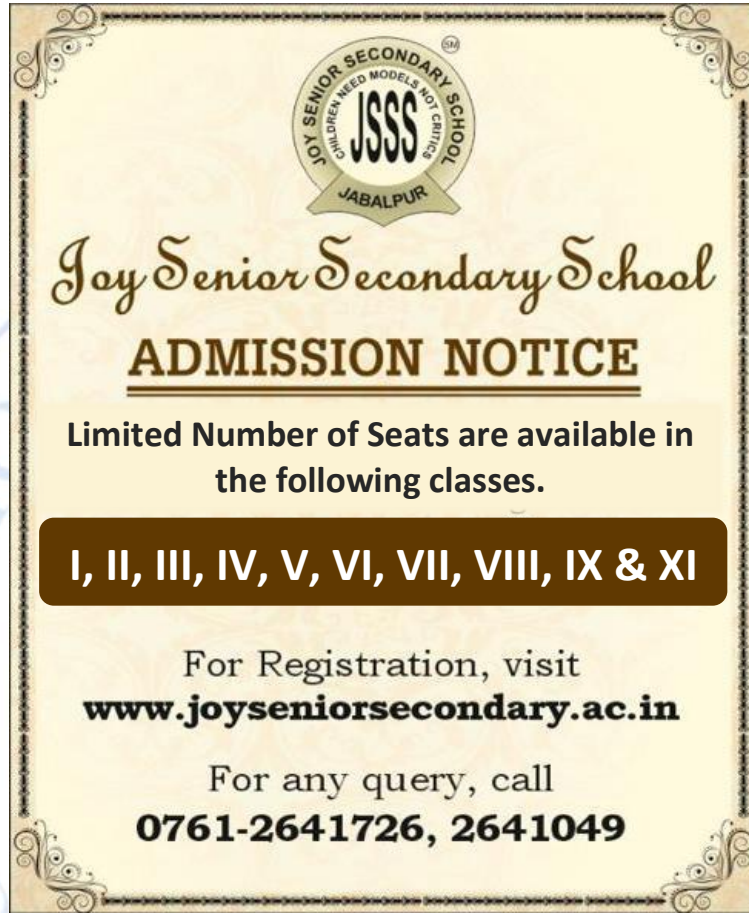 SM
JOY SENIOR SECONDARY SCHOOL
CHILDREN NEED MODELS NOT CRITICS
JSSS
JABALPUR
Joy Senior Secondary School
ADMISSION NOTICE
Limited Number of Seats are available in
the following classes.
I, II, III, IV, V, VI, VII, VIII, IX & XI
For Registration, visit
www.joyseniorsecondary.ac.in
For any query, call
0761-2641726, 2641049